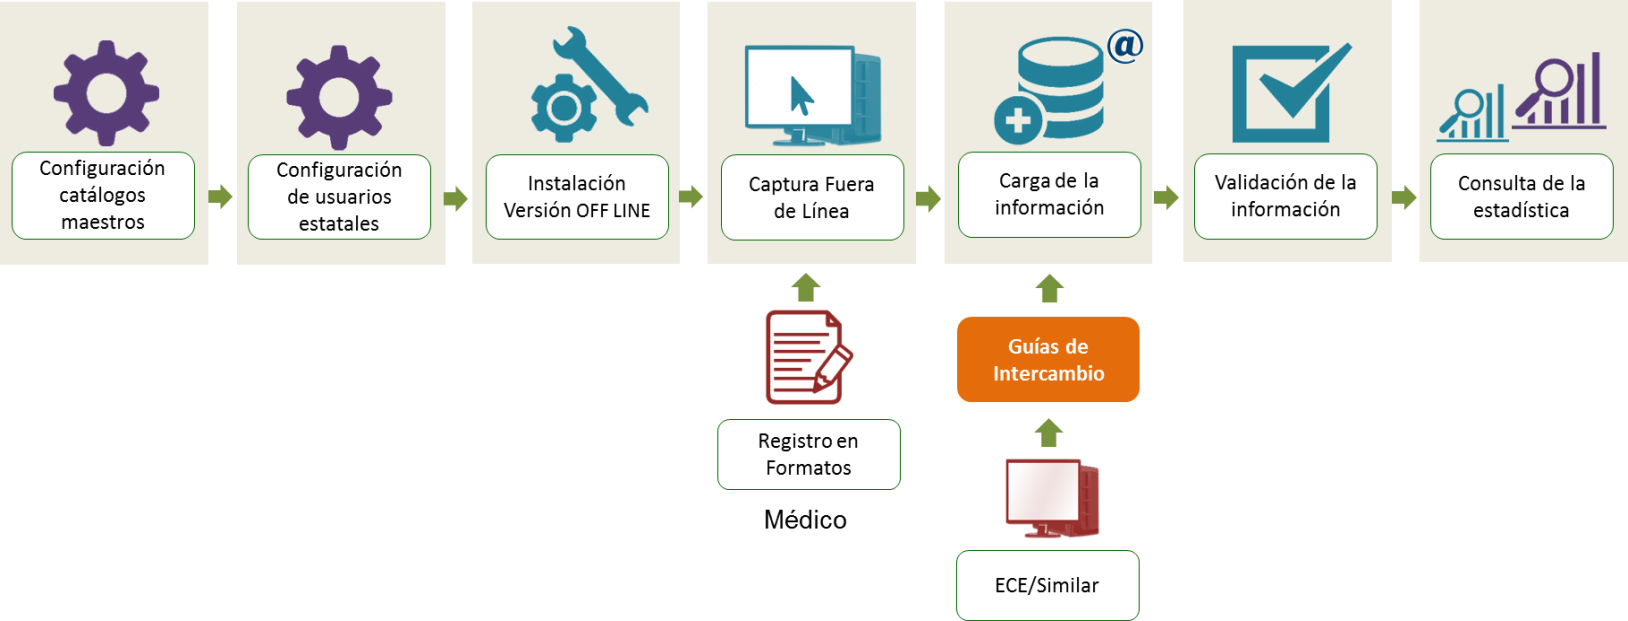 @
Configuración
catálogos
maestros
Configuración
de usuarios
estatales
Instalación
Versión OFF LINE
Captura Fuera
de Línea
Carga de la
información
Validación de la
información
Consulta de la
estadística
Registro en
Formatos
Médico
Guías de
Intercambio
ECE/Similar